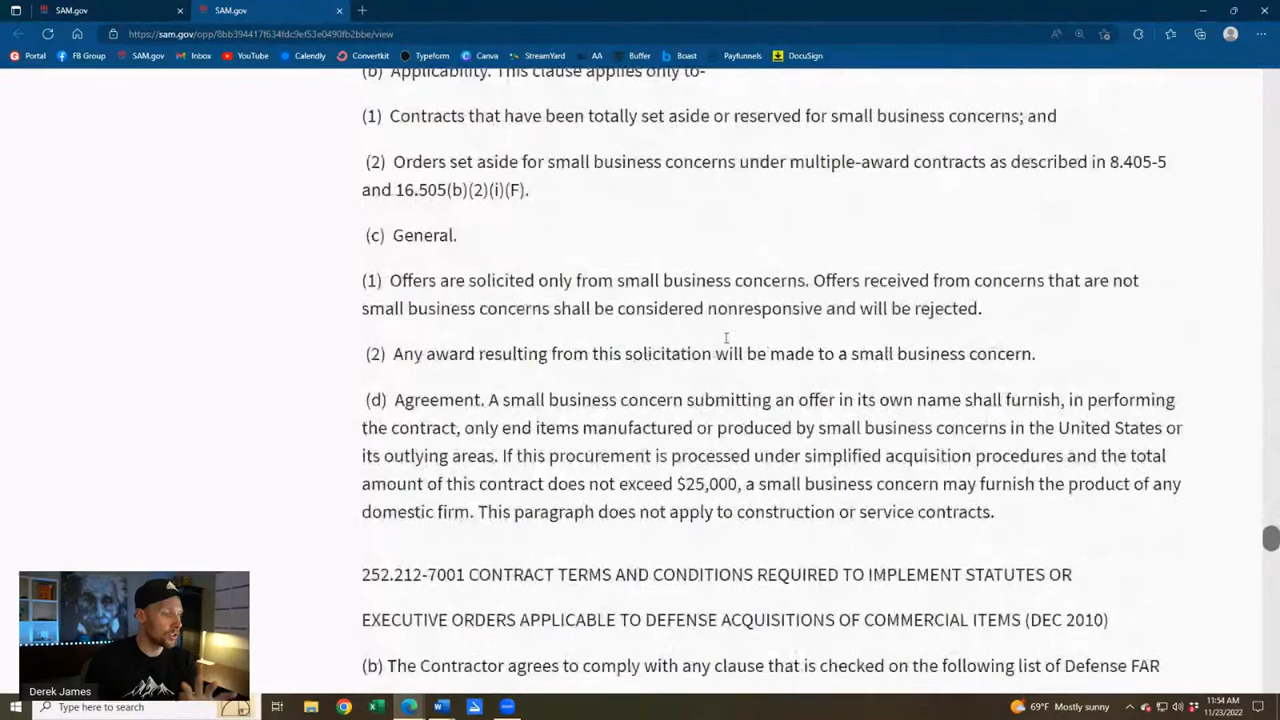 SAM.gov
SAM.gov
https://sam.gov/opp/8bb394417f634fdc9ef53e0490fb2bbe/view
Portal FB Group SAM.gov Inbox YouTube Calendly Convertkit Typeform Canva StreamYard AA Buffer Boast Payfunnels DocuSign
(b) Applicability. This clause applies only to-
(1) Contracts that have been totally set aside or reserved for small business concerns; and
(2) Orders set aside for small business concerns under multiple-award contracts as described in 8.405-5
and 16.505(b)(2)(i)(F).
(c) General.
(1) Offers are solicited only from small business concerns. Offers received from concerns that are not
small business concerns shall be considered nonresponsive and will be rejected.
(2) Any award resulting from this solicitation will be made to a small business concern.
(d) Agreement. A small business concern submitting an offer in its own name shall furnish, in performing
the contract, only end items manufactured or produced by small business concerns in the United States or
its outlying areas. If this procurement is processed under simplified acquisition procedures and the total
amount of this contract does not exceed $25,000, a small business concern may furnish the product of any
domestic firm. This paragraph does not apply to construction or service contracts.
252.212-7001 CONTRACT TERMS AND CONDITIONS REQUIRED TO IMPLEMENT STATUTES OR
EXECUTIVE ORDERS APPLICABLE TO DEFENSE ACQUISITIONS OF COMMERCIAL ITEMS (DEC 2010)
(b) The Contractor agrees to comply with any clause that is checked on the following list of Defense FAR
Derek James
Type here to search
69°F Mostly sunny
11:54 AM
11/23/2022